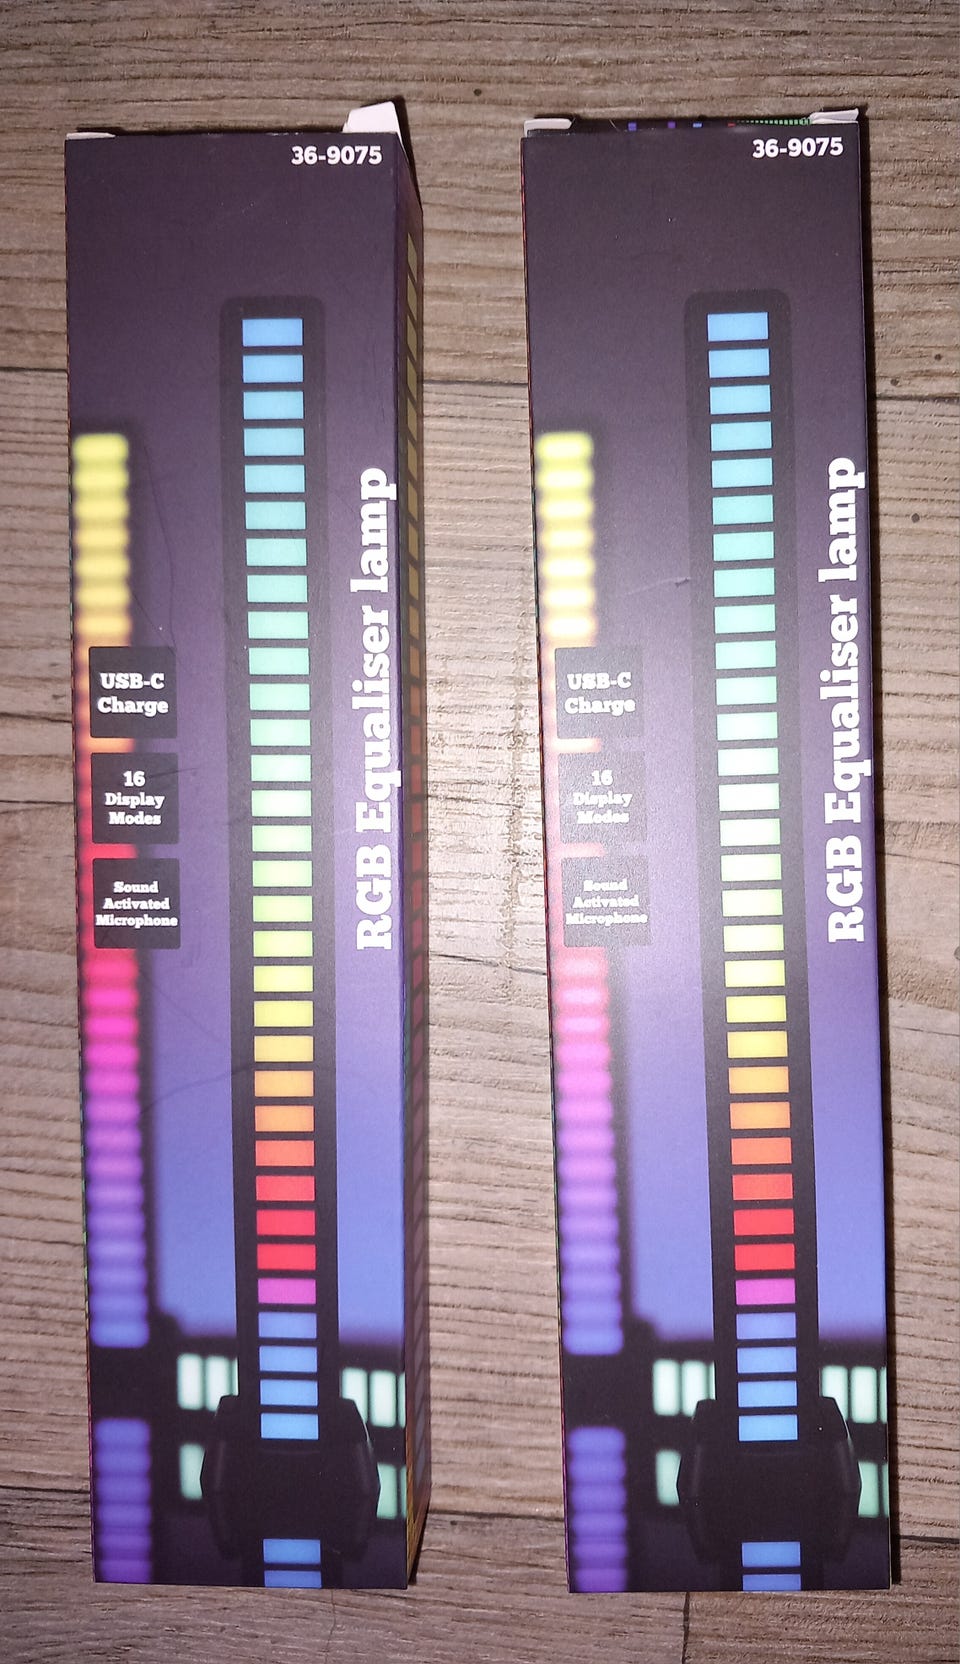 36-9075
RGB Equaliser lamp
USB-C
Charge
16
Display
Modes
Sound
Activated
Microphone
36-9075
RGB Equaliser lamp
USB-C
Charge
16
Display
Modes
Sound
Activated
Microphone